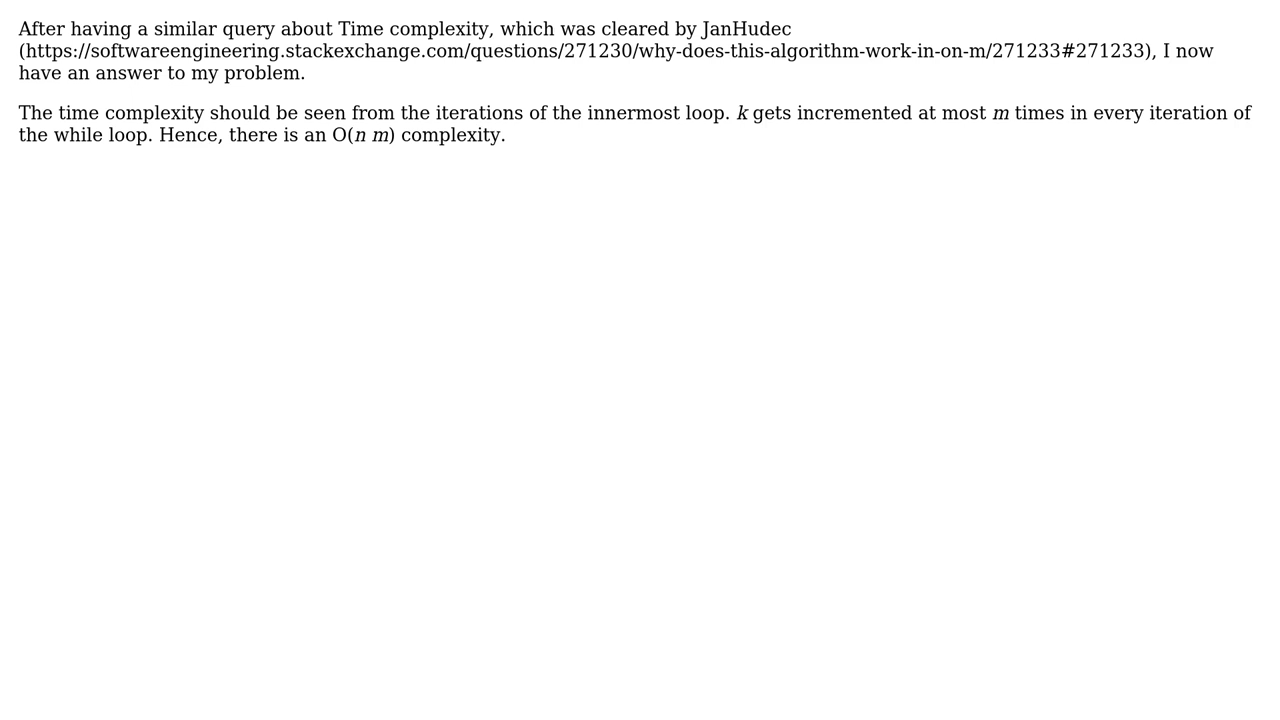 After having a similar query about Time complexity, which was cleared by JanHudec
(https://softwareengineering.stackexchange.com/questions/271230/why-does-this-algorithm-work-in-on-m/271233#271233), I now
have an answer to my problem.
The time complexity should be seen from the iterations of the innermost loop. k gets incremented at most m times in every iteration of
the while loop. Hence, there is an O(n m) complexity.